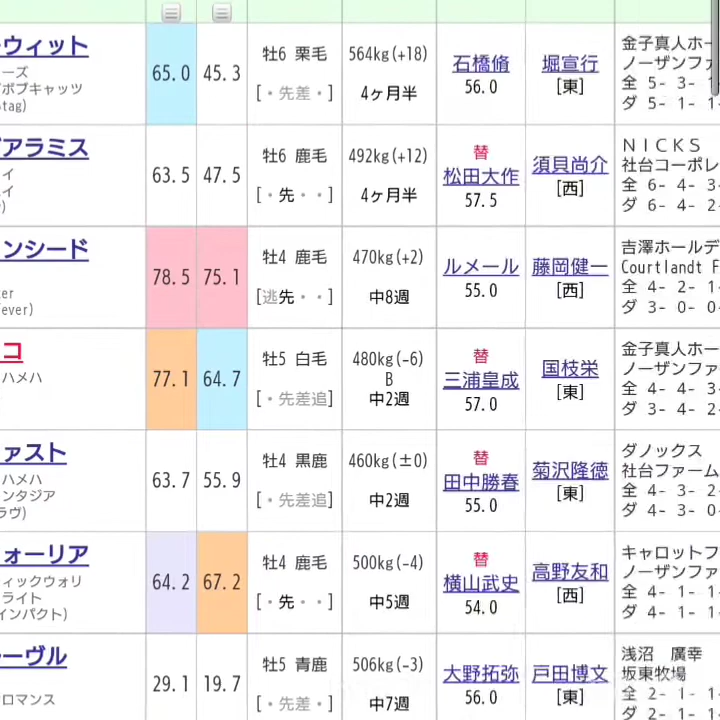 ーウィット
ーズ
ブボブキャッツ
stag)
65.0 45.3
牡6 栗毛
[・先差・]
564kg(+18)
4ヶ月半
石橋脩
56.0
堀宣行
[東]
金子真人ホー
ノーザンファ
全 5- 3- 1
ダ 5- 1- 1
アラミス
イ
イ
)
63.5 47.5
牡6 鹿毛
[・先・・]
492kg(+12)
4ヶ月半
替
松田大作
57.5
須貝尚介
[西]
NICKS
社台コーポレ
全 6- 4- 3-
ダ 6- 4- 2-
ンシード
er
ever)
78.5 75.1
牡4 鹿毛
[逃先・・]
470kg(+2)
中8週
ルメール
55.0
藤岡健一
[西]
吉澤ホールデ
Courtlandt F
全 4- 2- 1-
ダ 3- 0- 0-
コ
ハメハ
77.1 64.7
牡5 白毛
[・先差追]
480kg(-6)
B
中2週
替
三浦皇成
57.0
国枝栄
[東]
金子真人ホー
ノーザンファ
全 4- 4- 3-
ダ 3- 4- 2-
ァスト
ハメハ
ンタジア
ラヴ)
63.7 55.9
牡4 黒鹿
[・先差追]
460kg(±0)
中2週
替
田中勝春
55.0
菊沢隆徳
[東]
ダノックス
社台ファーム
全 4- 3- 2-
ダ 4- 3- 0-
ォーリア
ィックウォリ
ライト
インパクト)
64.2 67.2
牡4 鹿毛
[・先・・]
500kg(-4)
中5週
替
横山武史
54.0
高野友和
[西]
キャロットフ
ノーザンファ
全 4- 1- 1-
ダ 4- 1- 1-
ーヴル
ロマンス
29.1 19.7
牡5 青鹿
[・先差・]
506kg(-3)
中7週
大野拓弥
56.0
戸田博文
[東]
浅沼 廣幸
坂東牧場
全 2- 1- 1-
ダ 2- 1- 1-